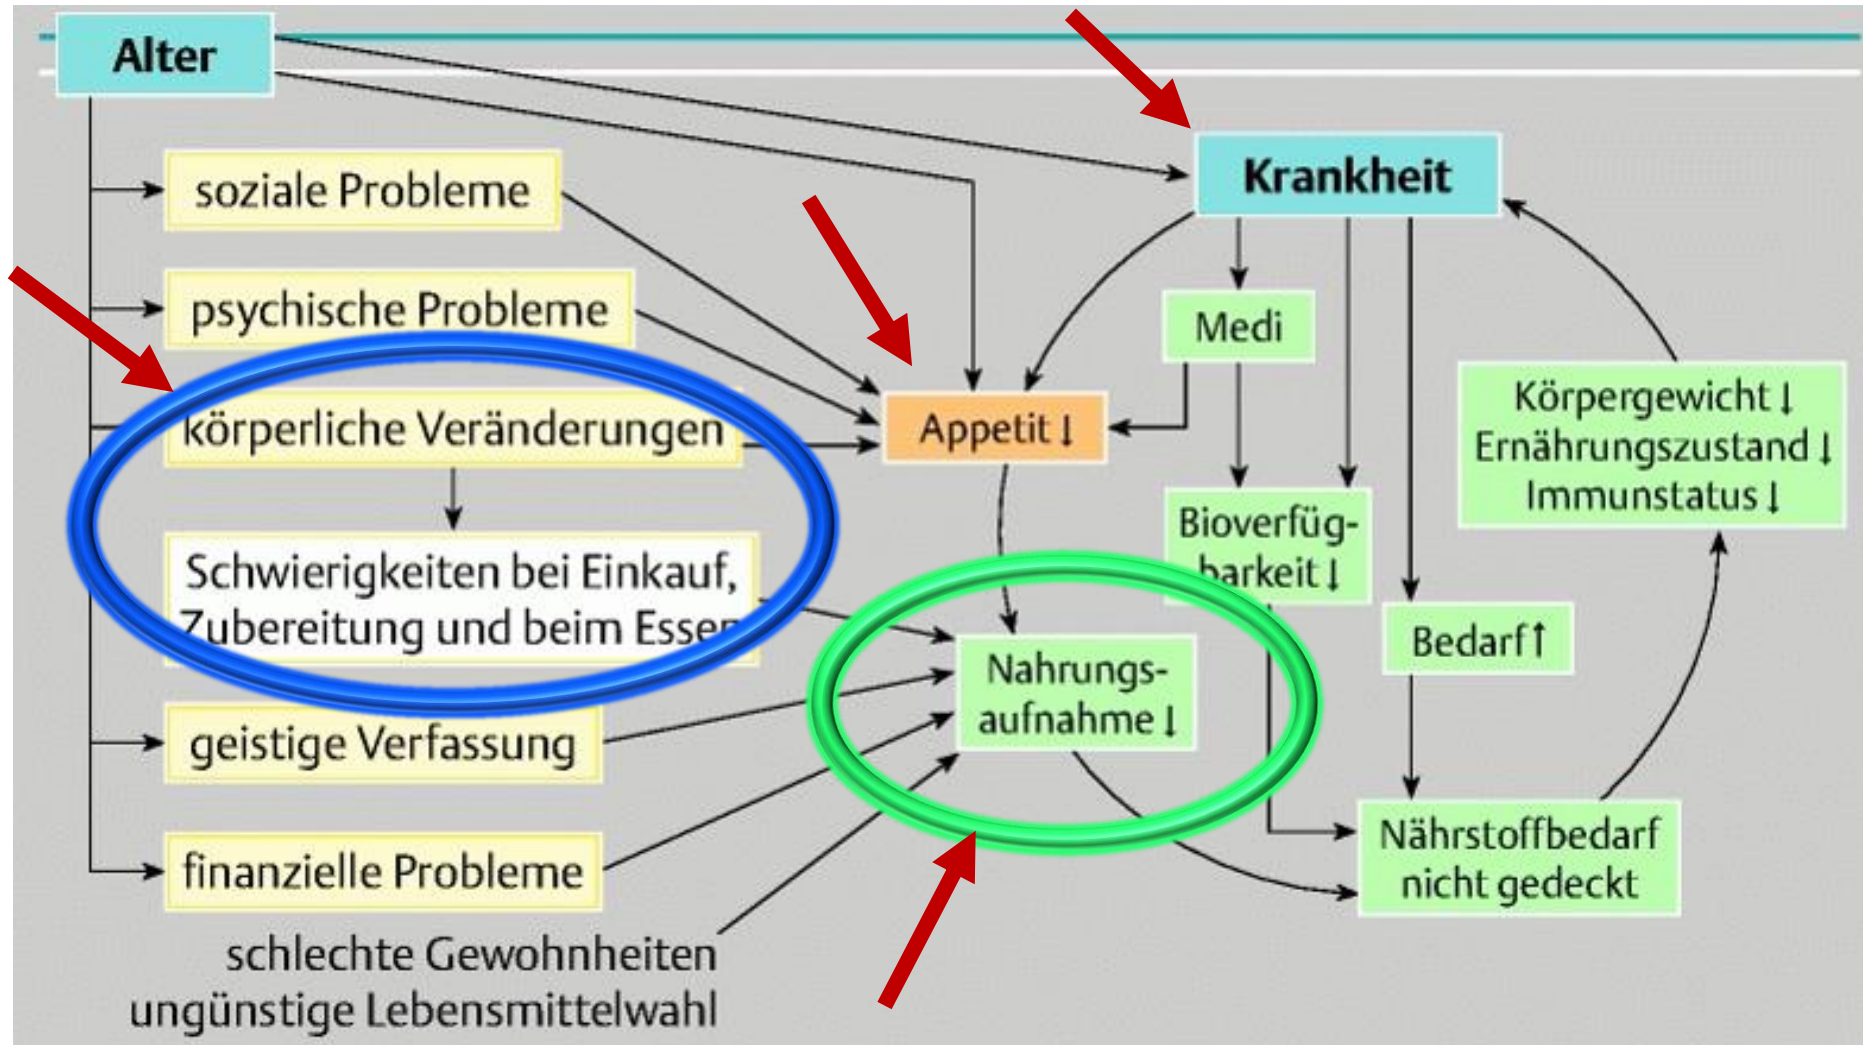 Alter
soziale Probleme
psychische Probleme
körperliche Veränderungen
Schwierigkeiten bei Einkauf,
Zubereitung und beim Essen
geistige Verfassung
finanzielle Probleme
schlechte Gewohnheiten
ungünstige Lebensmittelwahl
Appetit ↓
Nahrungs-
aufnahme ↓
Krankheit
Medi
Bioverfüg-
barkeit ↓
Bedarf ↑
Nährstoffbedarf
nicht gedeckt
Körpergewicht ↓
Ernährungszustand ↓
Immunstatus ↓